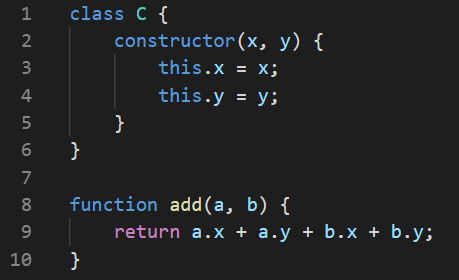 1 class C {
2     constructor(x, y) {
3         this.x = x;
4         this.y = y;
5     }
6 }
7
8 function add(a, b) {
9     return a.x + a.y + b.x + b.y;
10 }